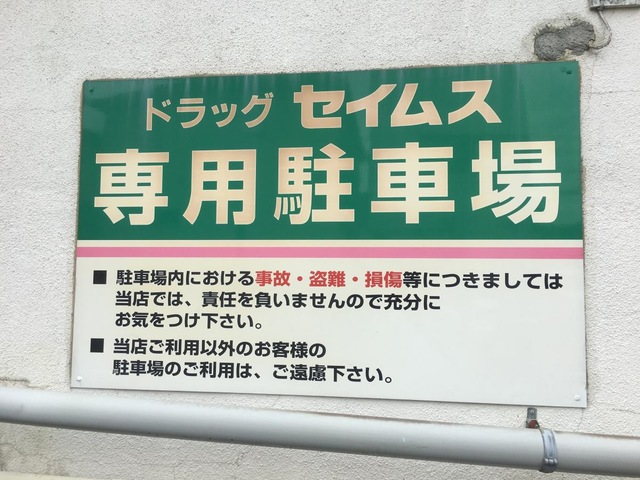 ドラッグ セイムス
専用駐車場
■ 駐車場内における事故・盗難・損傷等につきましては
当店では、責任を負いませんので充分に
お気をつけ下さい。
■ 当店ご利用以外のお客様の
駐車場のご利用は、ご遠慮下さい。